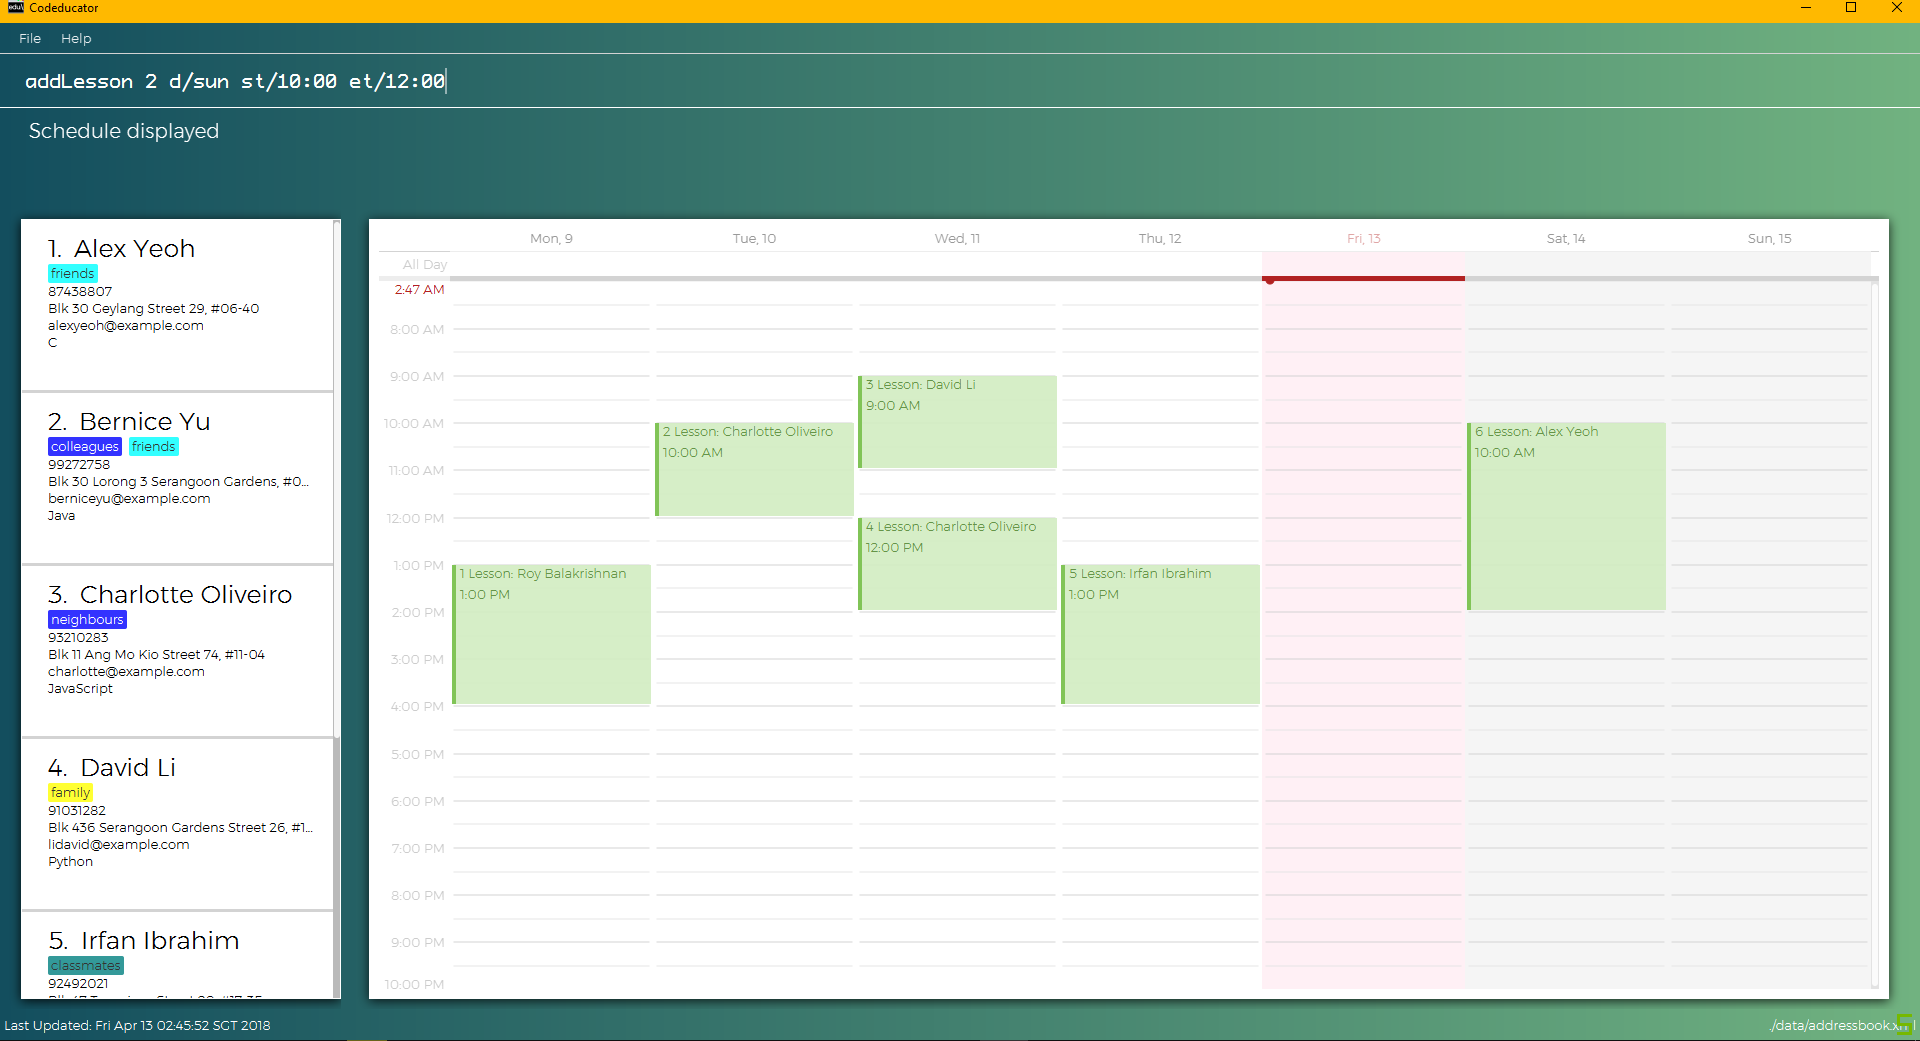 edu\
Codeducator
File Help
addLesson 2 d/sun st/10:00 et/12:00
Schedule displayed
1. Alex Yeoh
friends
87438807
Blk 30 Geylang Street 29, #06-40
alexyeoh@example.com
C
2. Bernice Yu
colleagues friends
99272758
Blk 30 Lorong 3 Serangoon Gardens, #0...
berniceyu@example.com
Java
3. Charlotte Oliveiro
neighbours
93210283
Blk 11 Ang Mo Kio Street 74, #11-04
charlotte@example.com
JavaScript
4. David Li
family
91031282
Blk 436 Serangoon Gardens Street 26, #1...
lidavid@example.com
Python
5. Irfan Ibrahim
classmates
92492021
Mon, 9 Tue, 10 Wed, 11 Thu, 12 Fri, 13 Sat, 14 Sun, 15
All Day
2:47 AM
8:00 AM
9:00 AM
10:00 AM
11:00 AM
12:00 PM
1:00 PM
2:00 PM
3:00 PM
4:00 PM
5:00 PM
6:00 PM
7:00 PM
8:00 PM
9:00 PM
10:00 PM
1 Lesson: Roy Balakrishnan
1:00 PM
2 Lesson: Charlotte Oliveiro
10:00 AM
3 Lesson: David Li
9:00 AM
4 Lesson: Charlotte Oliveiro
12:00 PM
5 Lesson: Irfan Ibrahim
1:00 PM
6 Lesson: Alex Yeoh
10:00 AM
Last Updated: Fri Apr 13 02:45:52 SGT 2018